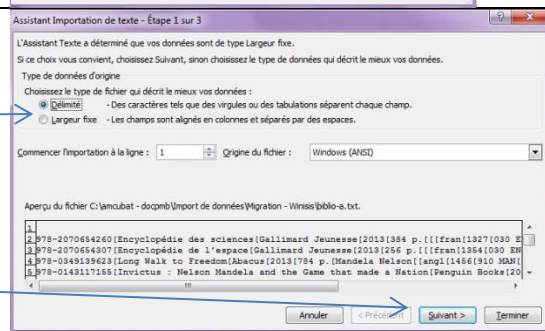 Assistant Importation de texte - Étape 1 sur 3
L'Assistant Texte a déterminé que vos données sont de type Largeur fixe.
Si ce choix vous convient, choisissez Suivant, sinon choisissez le type de données qui décrit le mieux vos données.
Type de données d'origine
Choisissez le type de fichier qui décrit le mieux vos données :
Délimité - Des caractères tels que des virgules ou des tabulations séparent chaque champ.
Largeur fixe - Les champs sont alignés en colonnes et séparés par des espaces.
Commencer l'importation à la ligne : 1 Origine du fichier : Windows (ANSI)
Aperçu du fichier C:\amcubat - docpmb\Import de données\Migration - Winisis\biblio-a.txt.
1
2 978-2070654260[Encyclopédie des sciences[Gallimard Jeunesse[2013[384 p.[[[fran[1327[030 E
3 978-2070654307[Encyclopédie de l'espace[Gallimard Jeunesse[2013[256 p.[[[fran[1354[030 EN
4 978-0349139623[Long Walk to Freedom[Abacus[2013[784 p.[Mandela Nelson[[angl[1456[910 MAN[
5 978-0143117155[Invictus : Nelson Mandela and the Game that made a Nation[Penguin Books[20
Annuler < Précédent Suivant > Terminer